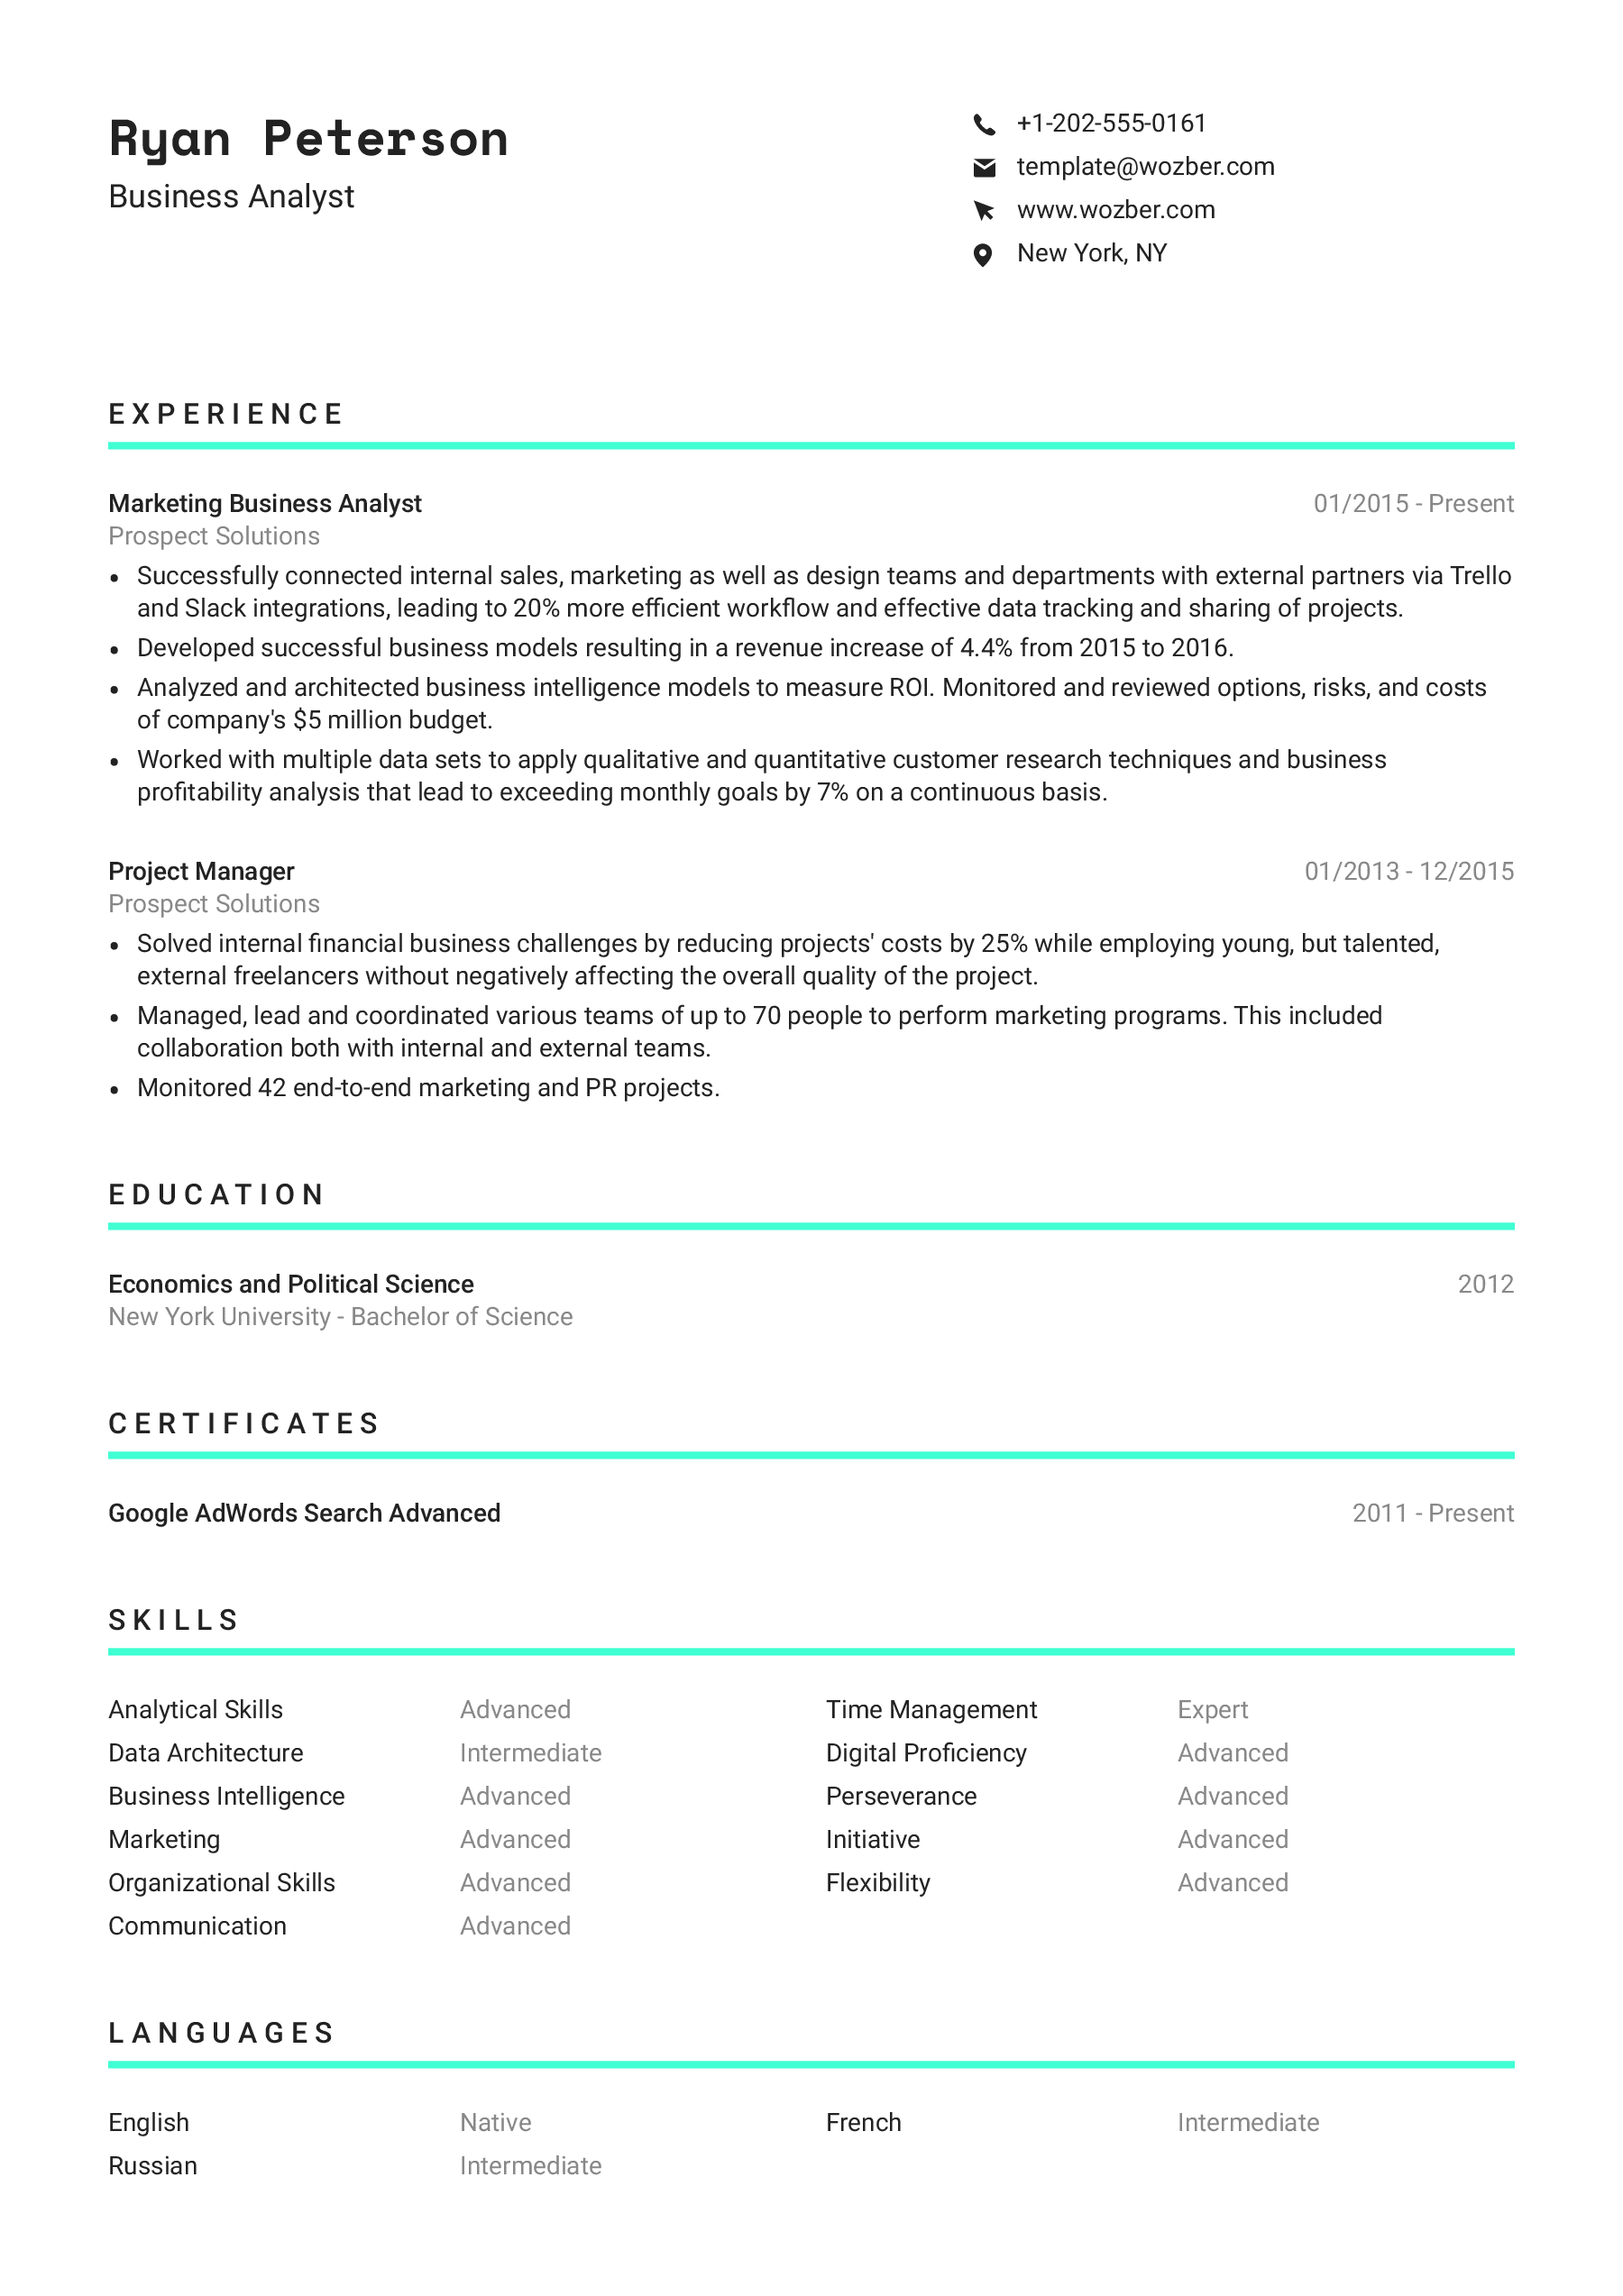 Ryan Peterson
Business Analyst
+1-202-555-0161
template@wozber.com
www.wozber.com
New York, NY
EXPERIENCE
Marketing Business Analyst 01/2015 - Present
Prospect Solutions
• Successfully connected internal sales, marketing as well as design teams and departments with external partners via Trello
and Slack integrations, leading to 20% more efficient workflow and effective data tracking and sharing of projects.
• Developed successful business models resulting in a revenue increase of 4.4% from 2015 to 2016.
• Analyzed and architected business intelligence models to measure ROI. Monitored and reviewed options, risks, and costs
of company's $5 million budget.
• Worked with multiple data sets to apply qualitative and quantitative customer research techniques and business
profitability analysis that lead to exceeding monthly goals by 7% on a continuous basis.
Project Manager 01/2013 - 12/2015
Prospect Solutions
• Solved internal financial business challenges by reducing projects' costs by 25% while employing young, but talented,
external freelancers without negatively affecting the overall quality of the project.
• Managed, lead and coordinated various teams of up to 70 people to perform marketing programs. This included
collaboration both with internal and external teams.
• Monitored 42 end-to-end marketing and PR projects.
EDUCATION
Economics and Political Science 2012
New York University - Bachelor of Science
CERTIFICATES
Google AdWords Search Advanced 2011 - Present
SKILLS
Analytical Skills Advanced Time Management Expert
Data Architecture Intermediate Digital Proficiency Advanced
Business Intelligence Advanced Perseverance Advanced
Marketing Advanced Initiative Advanced
Organizational Skills Advanced Flexibility Advanced
Communication Advanced
LANGUAGES
English Native French Intermediate
Russian Intermediate